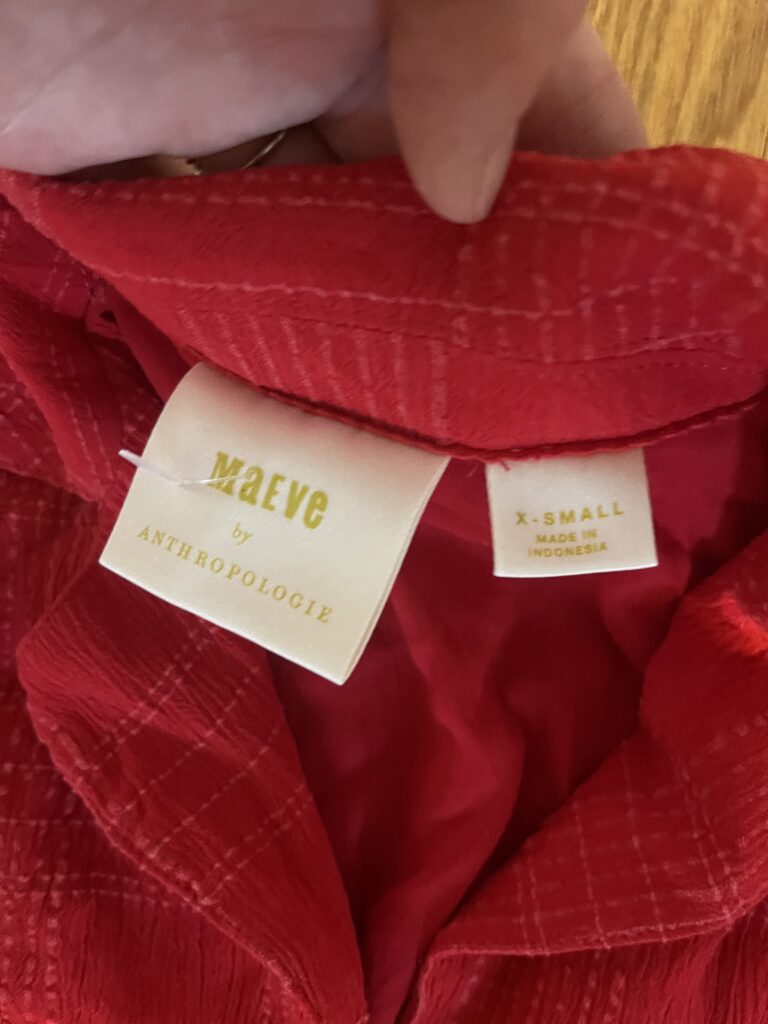 MaEVe
by
ANTHROPOLOGIE
X-SMALL
MADE IN
INDONESIA